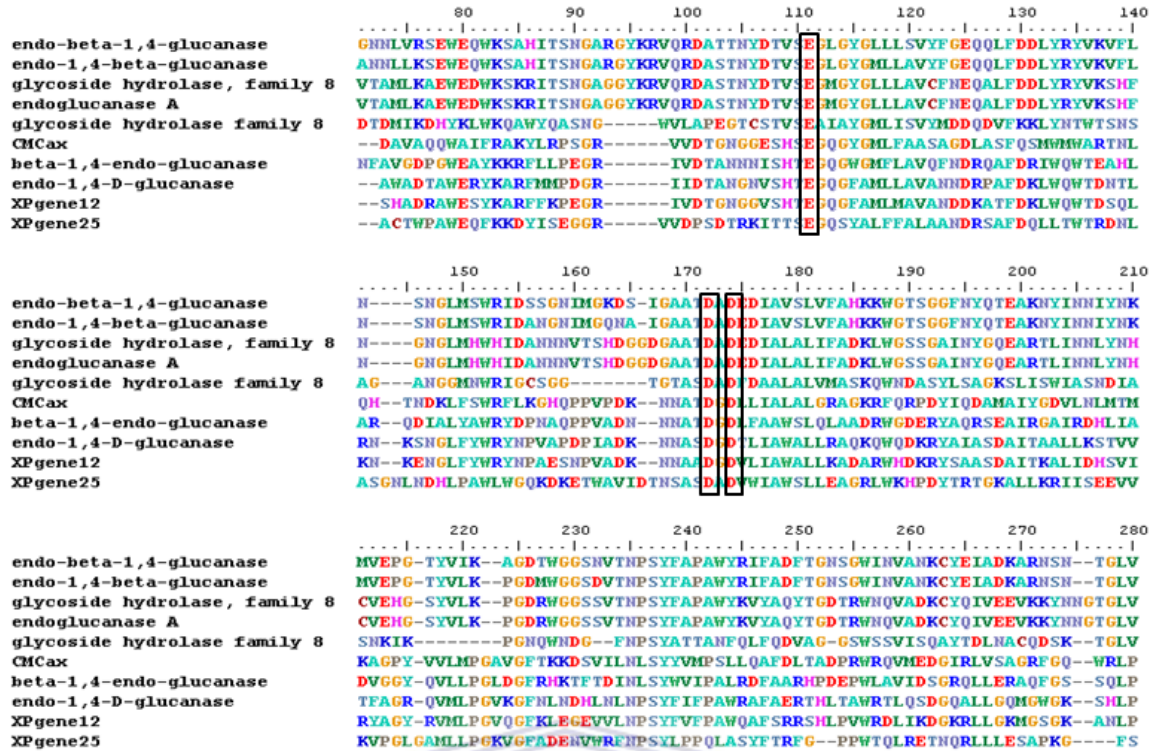 80 90 100 110 120 130 140
endo-beta-1,4-glucanase GNNLVRSEWEQWKSAHITSNGARGYKRVQRDATTNYDTVSEGLGYGLLLSVYFGEQQLFDDLYRYVKVFL
endo-1,4-beta-glucanase ANNLLKSEWEQWKSAHITSNGARGYKRVQRDASTNYDTVSEGLGYGMLLAVYFGEQQLFDDLYRYVKVFL
glycoside hydrolase, family 8 VTAMLKAEWEDWKSKRITSNGAGGYKRVQRDASTNYDTVSEGMGYGLLLAVCFNEQALFDDLYRYVKSHF
endoglucanase A VTAMLKAEWEDWKSKRITSNGAGGYKRVQRDASTNYDTVSEGMGYGLLLAVCFNEQALFDDLYRYVKSHF
glycoside hydrolase family 8 DTDMIKDHYKLWKQAWYQASNG-----WVLAPEGTCSTVSEAIAYGMLISVYMDDQDVFKKLYNTWTSNS
CMCax --DAVAQQWAIFRAKYLRPSGR------VVDTGNGGESHSEGQGYGMLFAASAGDLASFQSMWMWARTNL
beta-1,4-endo-glucanase NFAVGDPGWEAYKKRFLLPEGR------IVDTANNNISHTEGQGWGMLFAVQFNDRQAFDRIWQWTEAHL
endo-1,4-D-glucanase --AWADTAWERYKARFMMPDGR------IIDTANGNVSHTEGQGFAMLLAVANNDRPAFDKLWQWTDNTL
XPgene12 --SHADRAWESYKARFFKPEGR------IVDTGNGGVSHTEGQGFAMLMAVANDDKATFDKLWQWTDSQL
XPgene25 --ACTWPAWEQFKKDYISEGGR------VVDPSDTRKITTSEGQSYALFFALAANDRSAFDQLLTWTRDNL
150 160 170 180 190 200 210
endo-beta-1,4-glucanase N----SNGLMSWRIDSSGNIMGKDS-IGAATDADEDIAVSLVFAHKKWGTSGGFNYQTEAKNYINNIYNK
endo-1,4-beta-glucanase N----SNGLMSWRIDANGNIMGQNA-IGAATDADEDIAVSLVFAHKKWGTSGGFNYQTEAKNYINNIYNK
glycoside hydrolase, family 8 N----GNGLMHWHIDANNNVTSHDGGDGAATDADEDIALALIFADKLWGSSGAINYGQEARTLINNLYNH
endoglucanase A N----GNGLMHWHIDANNNVTSHDGGDGAATDADEDIALALIFADKLWGSSGAINYGQEARTLINNLYNH
glycoside hydrolase family 8 AG---ANGGMNWRIGCSGG-------TGTASDADFDAALALVMASKQWNDASYLSAGKSLISWIASNDIA
CMCax QH--TNDKLFSWRFLKGHQPPVPDK--NNATDGDLLIALALGRAGKRFQRPDYIQDAMAIYGDVLNLMTM
beta-1,4-endo-glucanase AR--QDIALYAWRYDPNAQPPVADK--NNATDGDLFAAWSLQLAADRWGDERYAQRSEAIRGAIRDHLIA
endo-1,4-D-glucanase RN--KSNGLFYWRYNPVAPDPIADK--NNATDGDTLIAWALLRAQKQWQDKRYAIASDAITAALLKSTVV
XPgene12 KN--KENGLFYWRYNPAESNPVADK--NNAADGDVLIAWALLKADARWHDKRYSAASDAITKALIDHSVI
XPgene25 ASGNLNDHLPAWLWGQKDKETWAVIDTNSASDADVWIAWSLLEAGRLWKHPDYTRTGKALLKRIISEEVV
220 230 240 250 260 270 280
endo-beta-1,4-glucanase MVEPG-TYVIK--AGDTWGGSNVTNPSYFAPAWYRIFADFTGNSGWINVANKCYEIADKARNSN--TGLV
endo-1,4-beta-glucanase MVEPG-TYVLK--PGDMWGGSDVTNPSYFAPAWYRIFADFTGNSGWINVANKCYEIADKARNSN--TGLV
glycoside hydrolase, family 8 CVEHG-SYVLK--PGDRWGGSSVTNPSYFAPAWYKVYAQYTGDTRWNQVADKCYQIVEEVKKYNNGTGLV
endoglucanase A CVEHG-SYVLK--PGDRWGGSSVTNPSYFAPAWYKVYAQYTGDTRWNQVADKCYQIVEEVKKYNNGTGLV
glycoside hydrolase family 8 SNKIK--------PGNQWNDG--FNPSYATTANFQLFQDVAG-GSWSSVISQAYTDLNACQDSK--TGLV
CMCax KAGPY-VVLMPGAVGFTKKDSVILNLSYYVMPSLLQAFDLTADPRWRQVMEDGIRLVSAGRFGQ--WRLP
beta-1,4-endo-glucanase DVGGY-QVLLPGLDGFRHKTFTDINLSYWVIPALRDFAARHPDEPWLAVIDSGRQLLERAQFGS--SQLP
endo-1,4-D-glucanase TFAGR-QVMLPGVKGFNLNDHLNLNPSYFIFPAWRAFAERTHLTAWRTLQSDGQALLGQMGWGK--SHLP
XPgene12 RYAGY-RVMLPGVQGFKLEGEVVLNPSYFVFPAWQAFSRRSHLPVWRDLIKDGKRLLGKMGSGK--ANLP
XPgene25 KVPGLGAMLLPGKVGFADENVWRFNPSYLPPQLASYFTRFG-PPWTQLRETNQRLLLESAPKG----FS